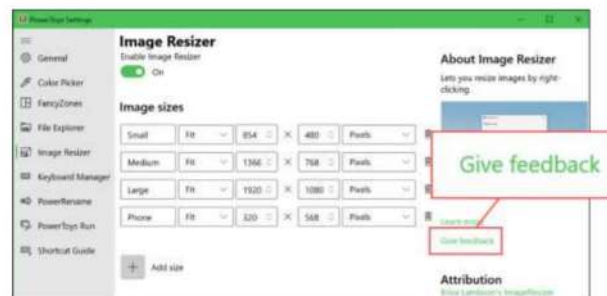 PowerToys Settings
General
Color Picker
FancyZones
File Explorer
Image Resizer
Keyboard Manager
PowerRename
PowerToys Run
Shortcut Guide
Image Resizer
Enable Image Resizer
On
Image sizes
Small Fit 854 × 480 Pixels
Medium Fit 1366 × 768 Pixels
Large Fit 1920 × 1080 Pixels
Phone Fit 320 × 568 Pixels
+ Add size
About Image Resizer
Lets you resize images by right-
clicking.
Give feedback
Learn more
Give feedback
Attribution
Brice Lambson's ImageResizer